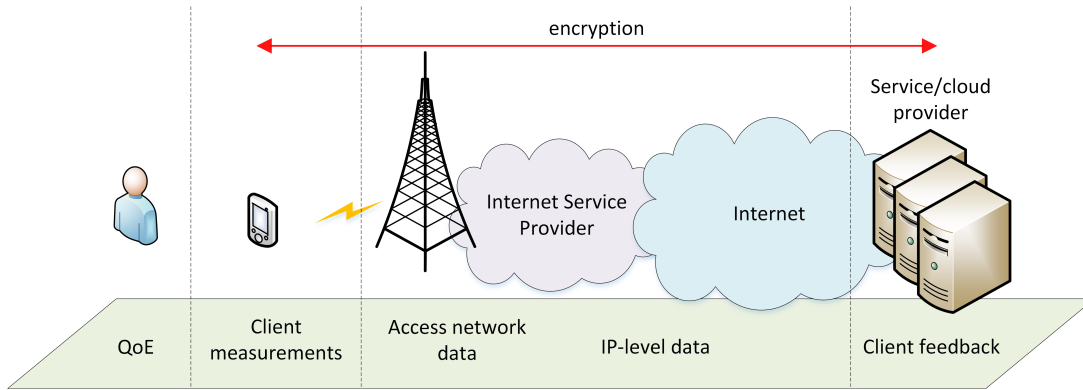 encryption
Service/cloud
provider
Internet Service
Provider
Internet
QoE
Client
measurements
Access network
data
IP-level data
Client feedback